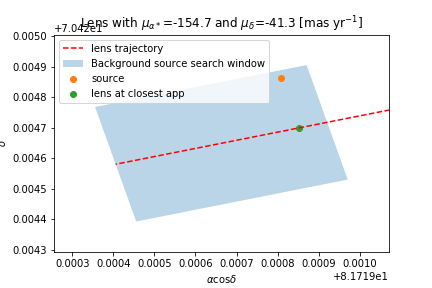 Lens with μα* =-154.7 and μδ=-41.3 [mas yr⁻¹]
+7.042e1
0.0050
0.0049
0.0048
0.0047
0.0046
0.0045
0.0044
0.0043
δ
lens trajectory
Background source search window
source
lens at closest app
0.0003 0.0004 0.0005 0.0006 0.0007 0.0008 0.0009 0.0010
αcosδ
+8.1719e1